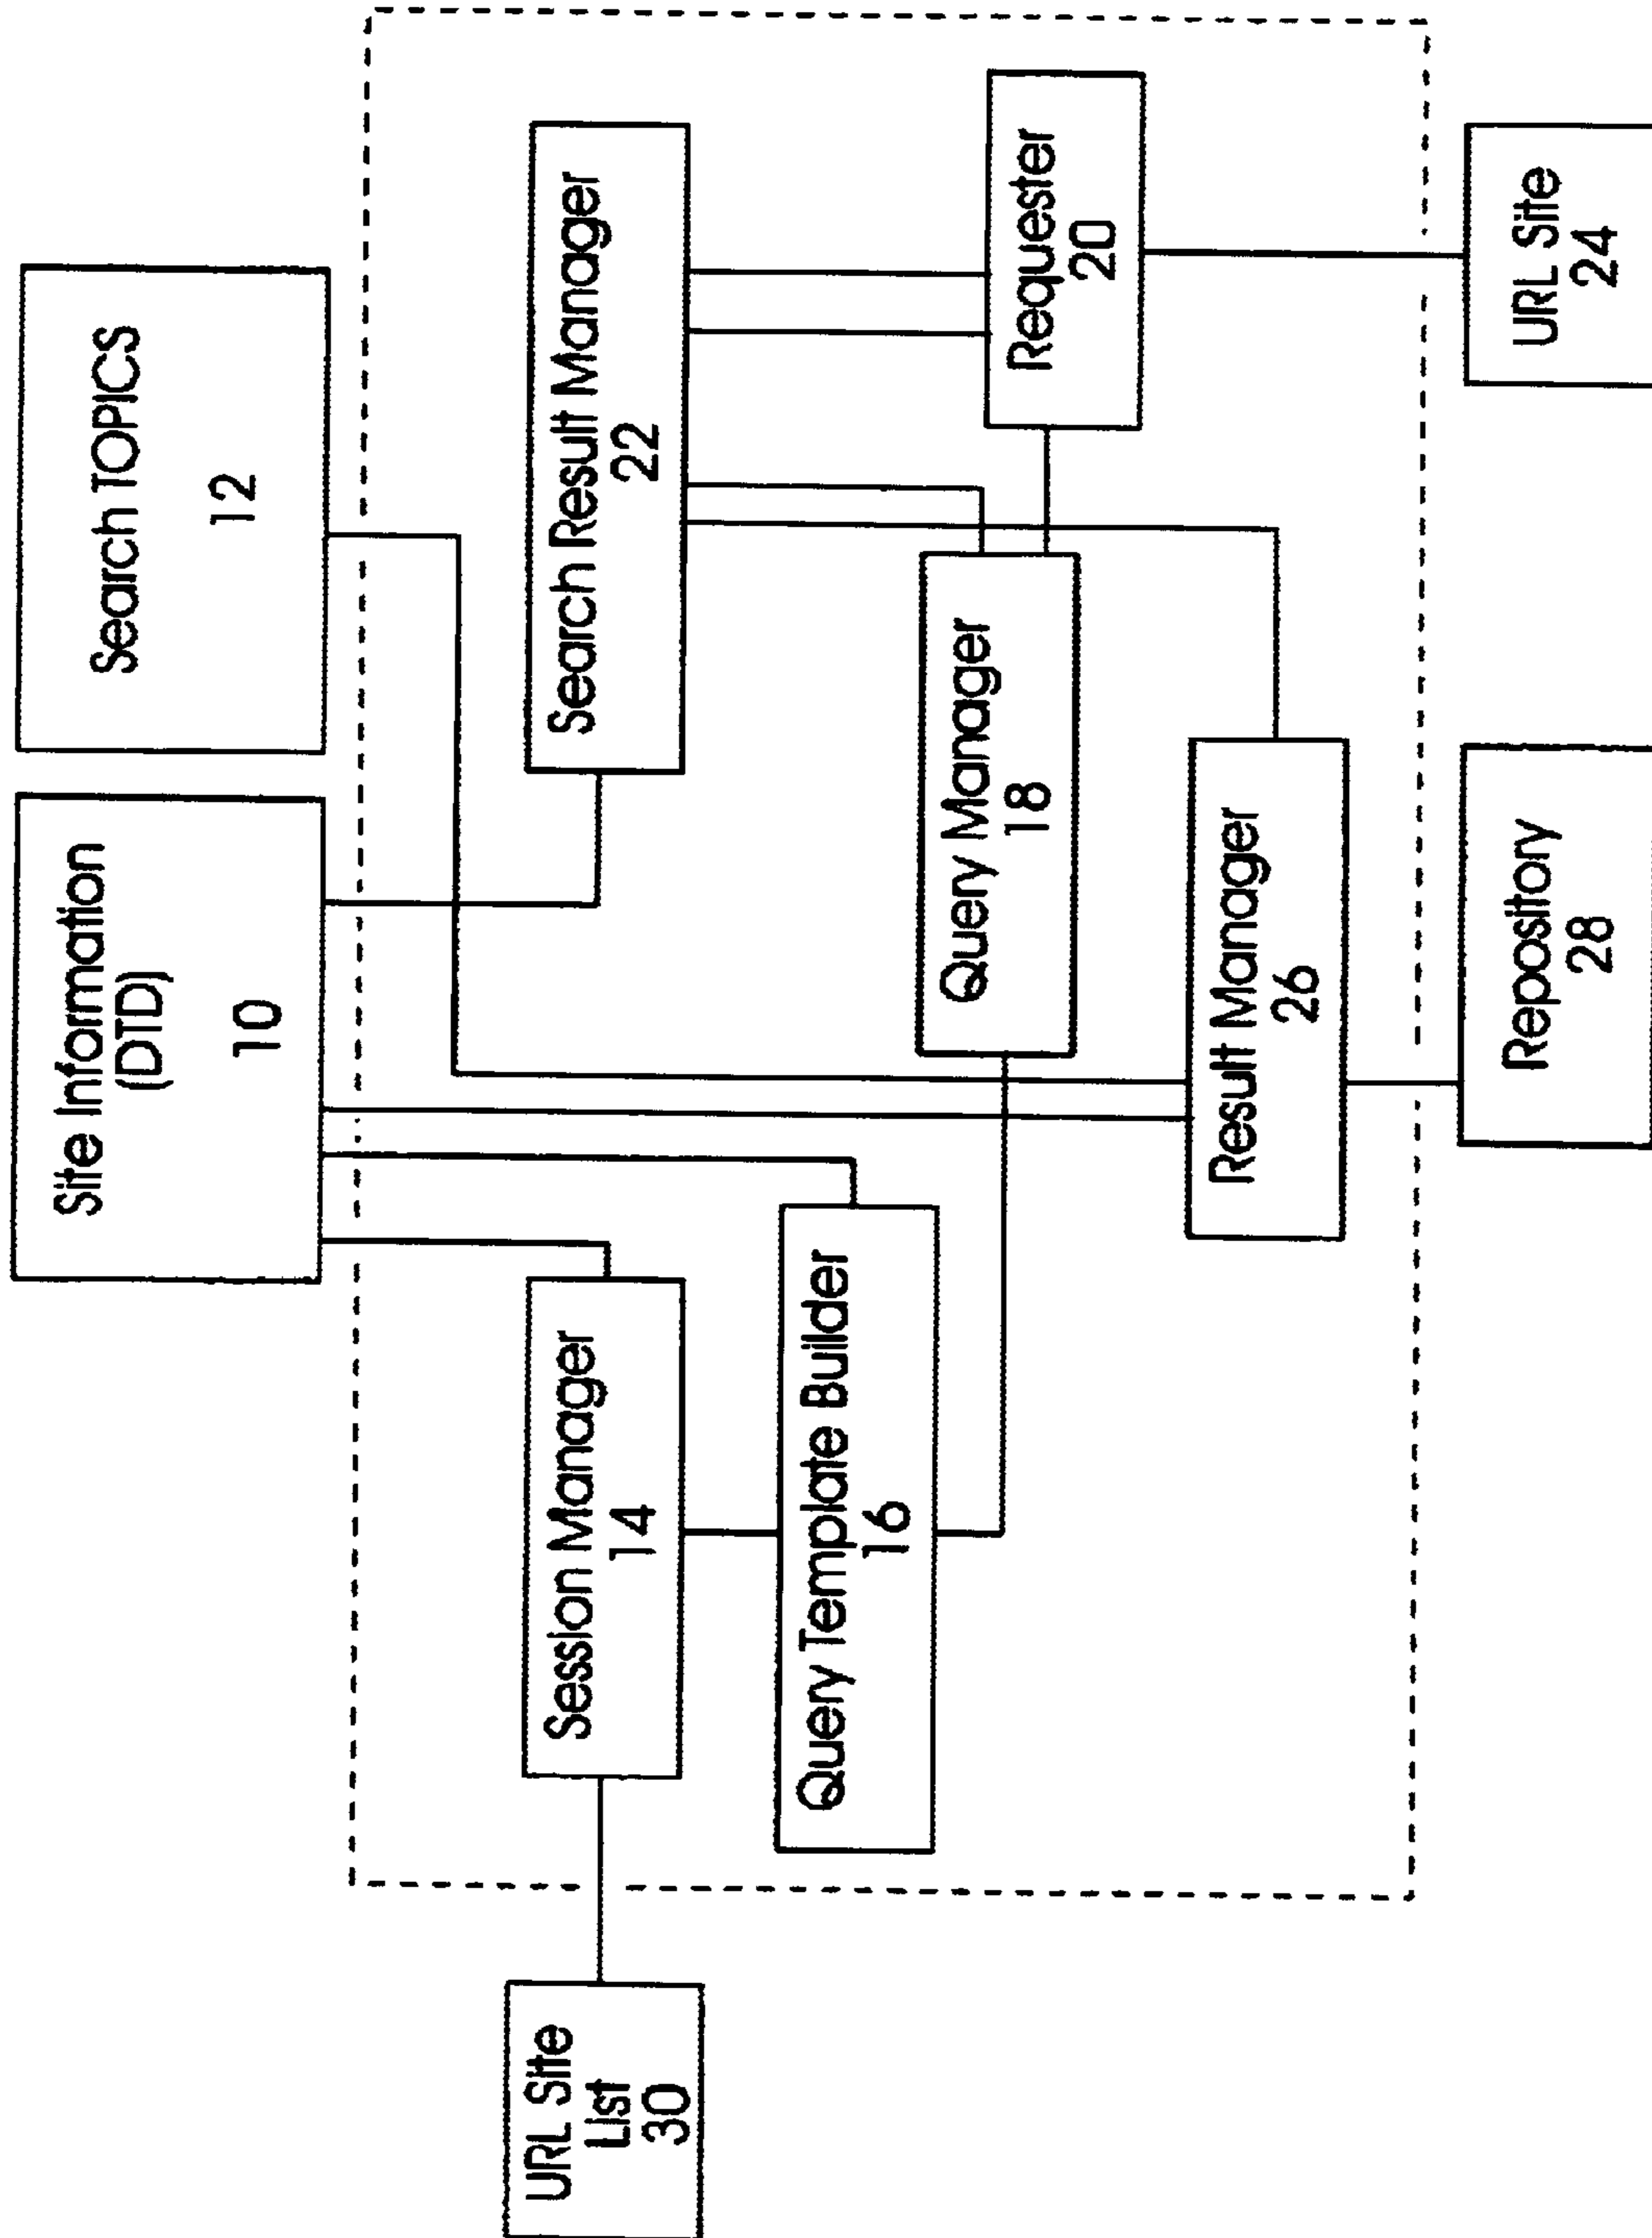 Site Information
(DTD)
10
Search TOPICS
12
URL Site
List
30
Session Manager
14
Search Result Manager
22
Query Template Builder
16
Query Manager
18
Requester
20
Result Manager
26
Repository
28
URL Site
24